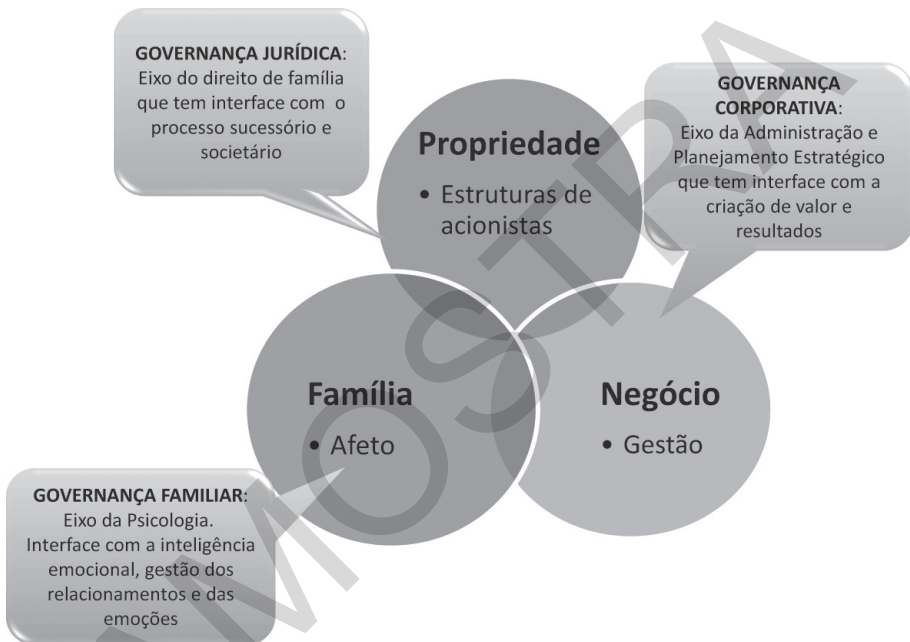 GOVERNANÇA JURÍDICA:
Eixo do direito de família
que tem interface com o
processo sucessório e
societário
GOVERNANÇA
CORPORATIVA:
Eixo da Administração e
Planejamento Estratégico
que tem interface com a
criação de valor e
resultados
Propriedade
• Estruturas de
acionistas
Família
• Afeto
Negócio
• Gestão
GOVERNANÇA FAMILIAR:
Eixo da Psicologia.
Interface com a inteligência
emocional, gestão dos
relacionamentos e das
emoções
AMOSTRA